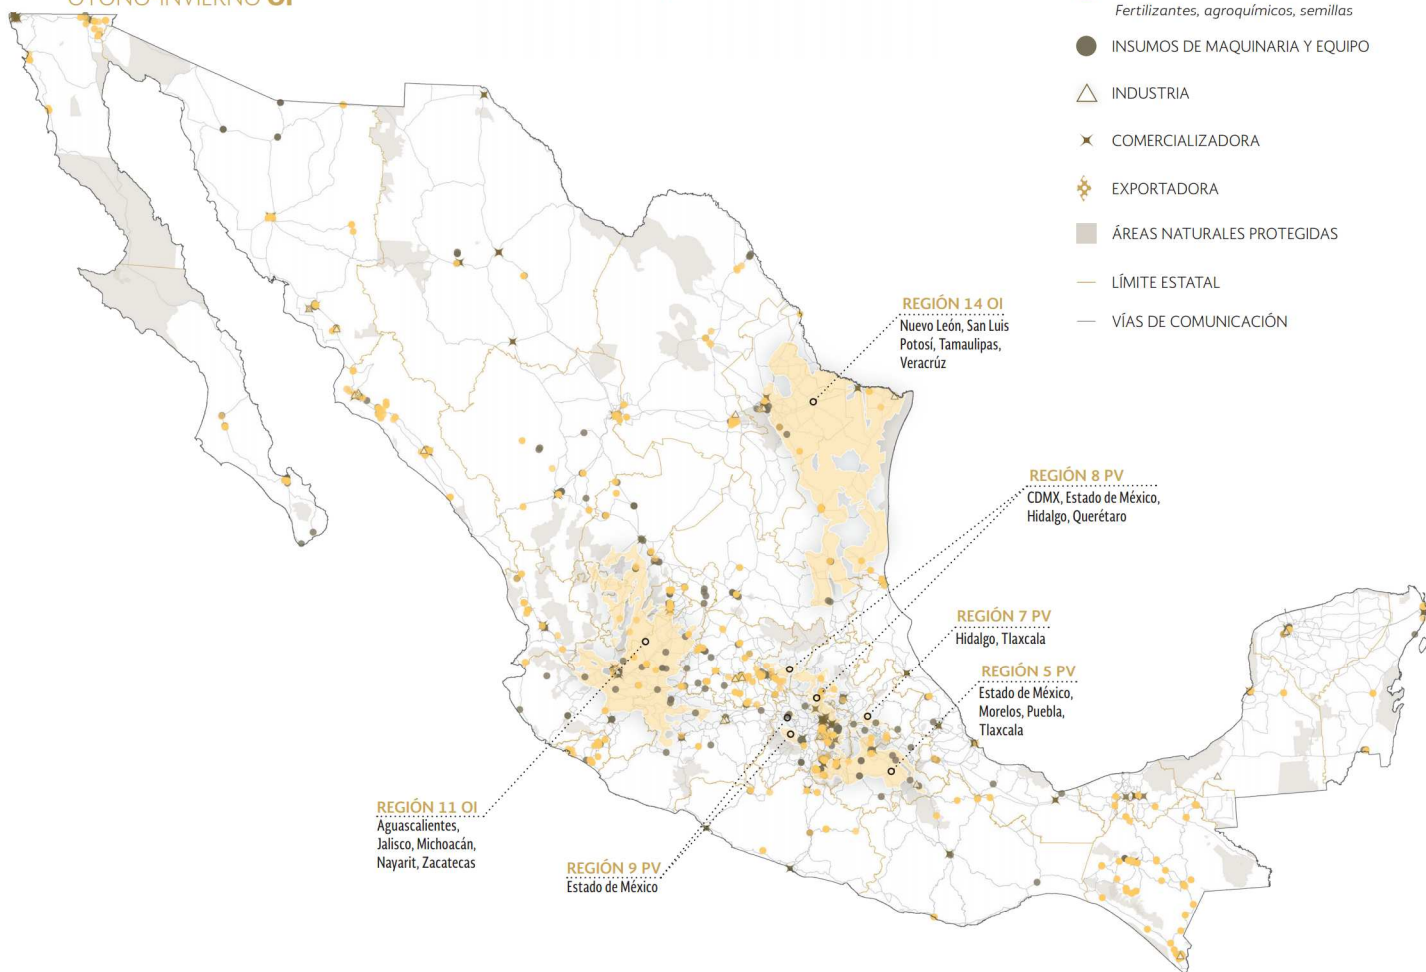 OTOÑO-INVIERNO OI
Fertilizantes, agroquímicos, semillas
INSUMOS DE MAQUINARIA Y EQUIPO
INDUSTRIA
COMERCIALIZADORA
EXPORTADORA
ÁREAS NATURALES PROTEGIDAS
LÍMITE ESTATAL
VÍAS DE COMUNICACIÓN
REGIÓN 14 OI
Nuevo León, San Luis
Potosí, Tamaulipas,
Veracrúz
REGIÓN 8 PV
CDMX, Estado de México,
Hidalgo, Querétaro
REGIÓN 7 PV
Hidalgo, Tlaxcala
REGIÓN 5 PV
Estado de México,
Morelos, Puebla,
Tlaxcala
REGIÓN 11 OI
Aguascalientes,
Jalisco, Michoacán,
Nayarit, Zacatecas
REGIÓN 9 PV
Estado de México